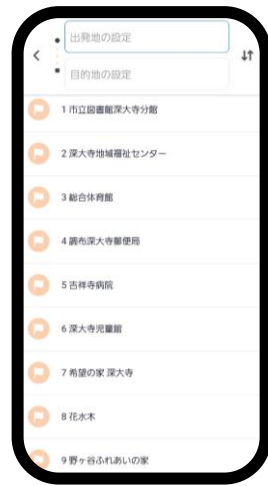 出発地の設定
目的地の設定
1 市立図書館深大寺分館
2 深大寺地域福祉センター
3 総合体育館
4 調布深大寺郵便局
5 吉祥寺病院
6 深大寺児童館
7 希望の家 深大寺
8 花水木
9 野ヶ谷ふれあいの家